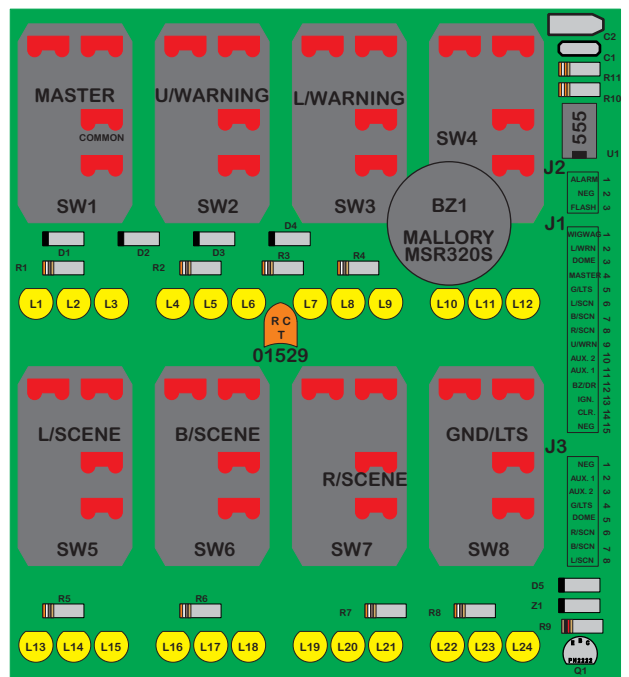 MASTER
COMMON
SW1
U/WARNING
SW2
L/WARNING
SW3
SW4
BZ1
MALLORY
MSR320S
C2
C1
R11
R10
555
U1
J2
ALARM 1
NEG 2
FLASH 3
J1
WIGWAG 1
L/WRN 2
DOME 3
MASTER 4
G/LTS 5
L/SCN 6
B/SCN 7
R/SCN 8
U/WRN 9
AUX. 2 10
AUX. 1 11
BZ/DR 12
IGN. 13
CLR. 14
NEG 15
D1
D2
D3
D4
R1
R2
R3
R4
L1 L2 L3 L4 L5 L6 L7 L8 L9 L10 L11 L12
R C
T
01529
L/SCENE
SW5
B/SCENE
SW6
R/SCENE
SW7
GND/LTS
SW8
J3
NEG 1
AUX. 1 2
AUX. 2 3
G/LTS 4
DOME 5
R/SCN 6
B/SCN 7
L/SCN 8
D5
Z1
R9
R5
R6
R7
R8
L13 L14 L15 L16 L17 L18 L19 L20 L21 L22 L23 L24
E B C
PN2222
Q1